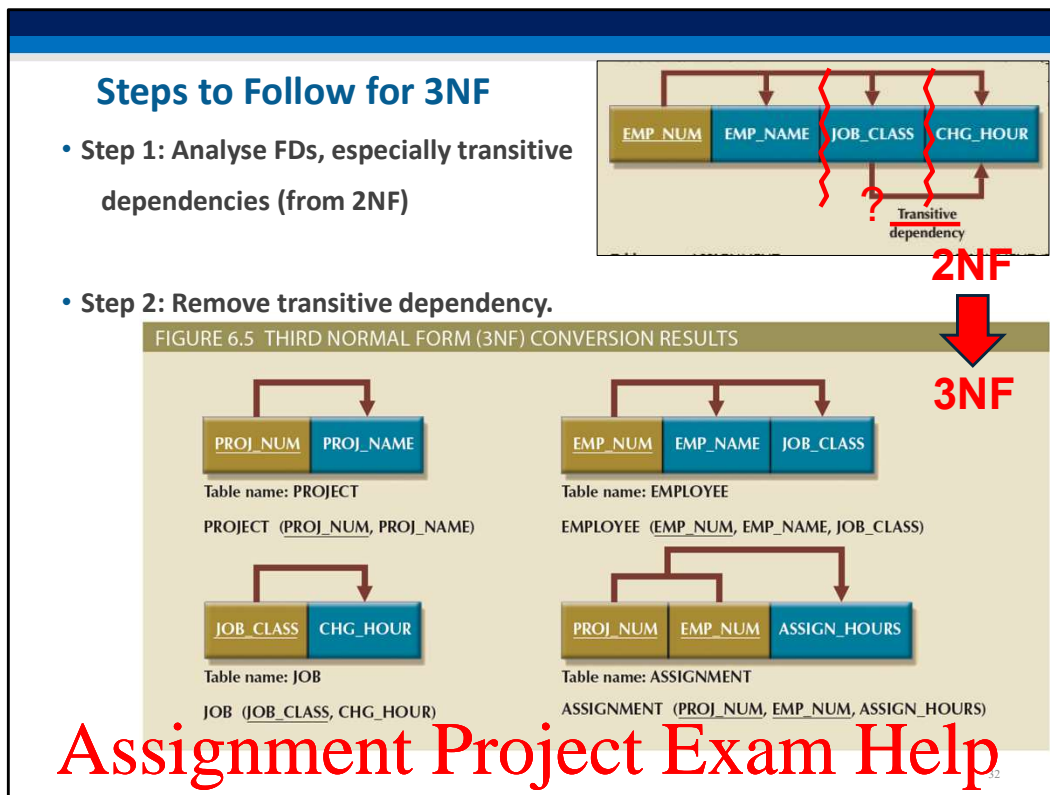 Steps to Follow for 3NF
• Step 1: Analyse FDs, especially transitive
dependencies (from 2NF)
EMP_NUM EMP_NAME JOB_CLASS CHG_HOUR
?
Transitive
dependency
2NF
• Step 2: Remove transitive dependency.
FIGURE 6.5 THIRD NORMAL FORM (3NF) CONVERSION RESULTS
3NF
PROJ_NUM PROJ_NAME
Table name: PROJECT
PROJECT (PROJ_NUM, PROJ_NAME)
EMP_NUM EMP_NAME JOB_CLASS
Table name: EMPLOYEE
EMPLOYEE (EMP_NUM, EMP_NAME, JOB_CLASS)
JOB_CLASS CHG_HOUR
Table name: JOB
JOB (JOB_CLASS, CHG_HOUR)
PROJ_NUM EMP_NUM ASSIGN_HOURS
Table name: ASSIGNMENT
ASSIGNMENT (PROJ_NUM, EMP_NUM, ASSIGN_HOURS)
Assignment Project Exam Help